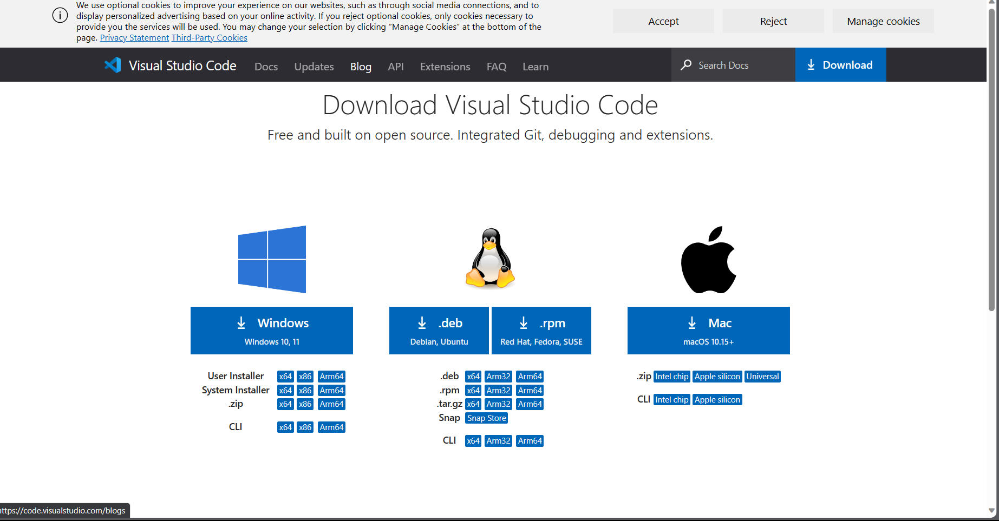 We use optional cookies to improve your experience on our websites, such as through social media connections, and to
display personalized advertising based on your online activity. If you reject optional cookies, only cookies necessary to
provide you the services will be used. You may change your selection by clicking “Manage Cookies” at the bottom of the
page. Privacy Statement Third-Party Cookies
Accept
Reject
Manage cookies
Visual Studio Code
Docs
Updates
Blog
API
Extensions
FAQ
Learn
Search Docs
Download
Download Visual Studio Code
Free and built on open source. Integrated Git, debugging and extensions.
Windows
Windows 10, 11
User Installer x64 x86 Arm64
System Installer x64 x86 Arm64
.zip x64 x86 Arm64
CLI x64 x86 Arm64
.deb
Debian, Ubuntu
.rpm
Red Hat, Fedora, SUSE
.deb x64 Arm32 Arm64
.rpm x64 Arm32 Arm64
.tar.gz x64 Arm32 Arm64
Snap Snap Store
CLI x64 Arm32 Arm64
Mac
macOS 10.15+
.zip Intel chip Apple silicon Universal
CLI Intel chip Apple silicon
https://code.visualstudio.com/blogs